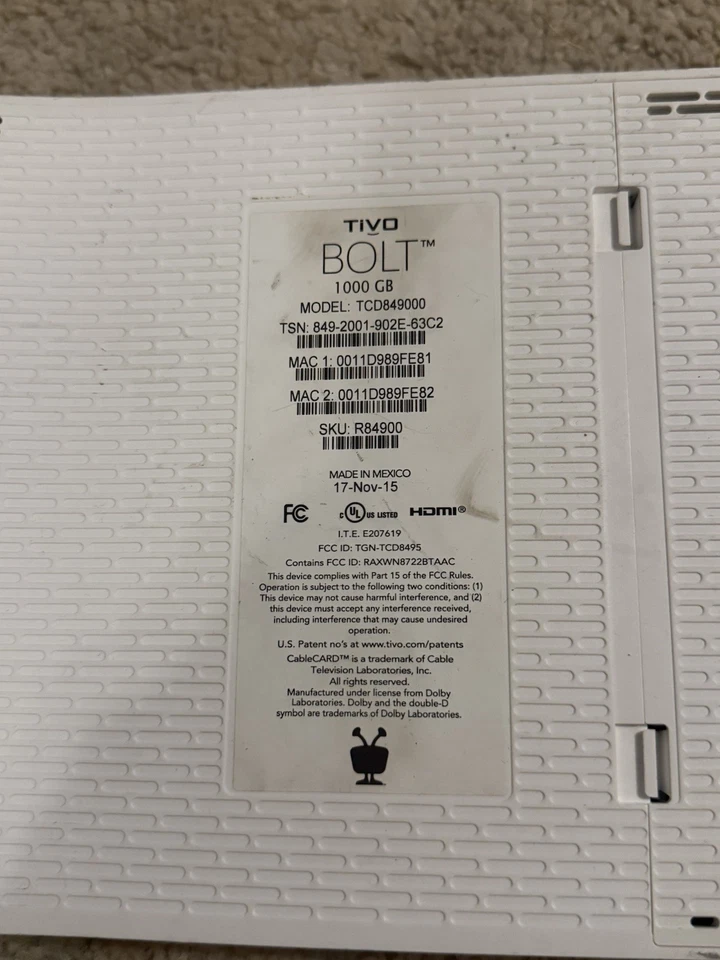 TiVO
BOLT™
1000 GB
MODEL: TCD849000
TSN: 849-2001-902E-63C2
MAC 1: 0011D989FE81
MAC 2: 0011D989FE82
SKU: R84900
MADE IN MEXICO
17-Nov-15
FC c UL US LISTED HDMI®
I.T.E. E207619
FCC ID: TGN-TCD8495
Contains FCC ID: RAXWN8722BTAAC
This device complies with Part 15 of the FCC Rules.
Operation is subject to the following two conditions: (1)
This device may not cause harmful interference, and (2)
this device must accept any interference received,
including interference that may cause undesired
operation.
U.S. Patent no's at www.tivo.com/patents
CableCARD™ is a trademark of Cable
Television Laboratories, Inc.
All rights reserved.
Manufactured under license from Dolby
Laboratories. Dolby and the double-D
symbol are trademarks of Dolby Laboratories.